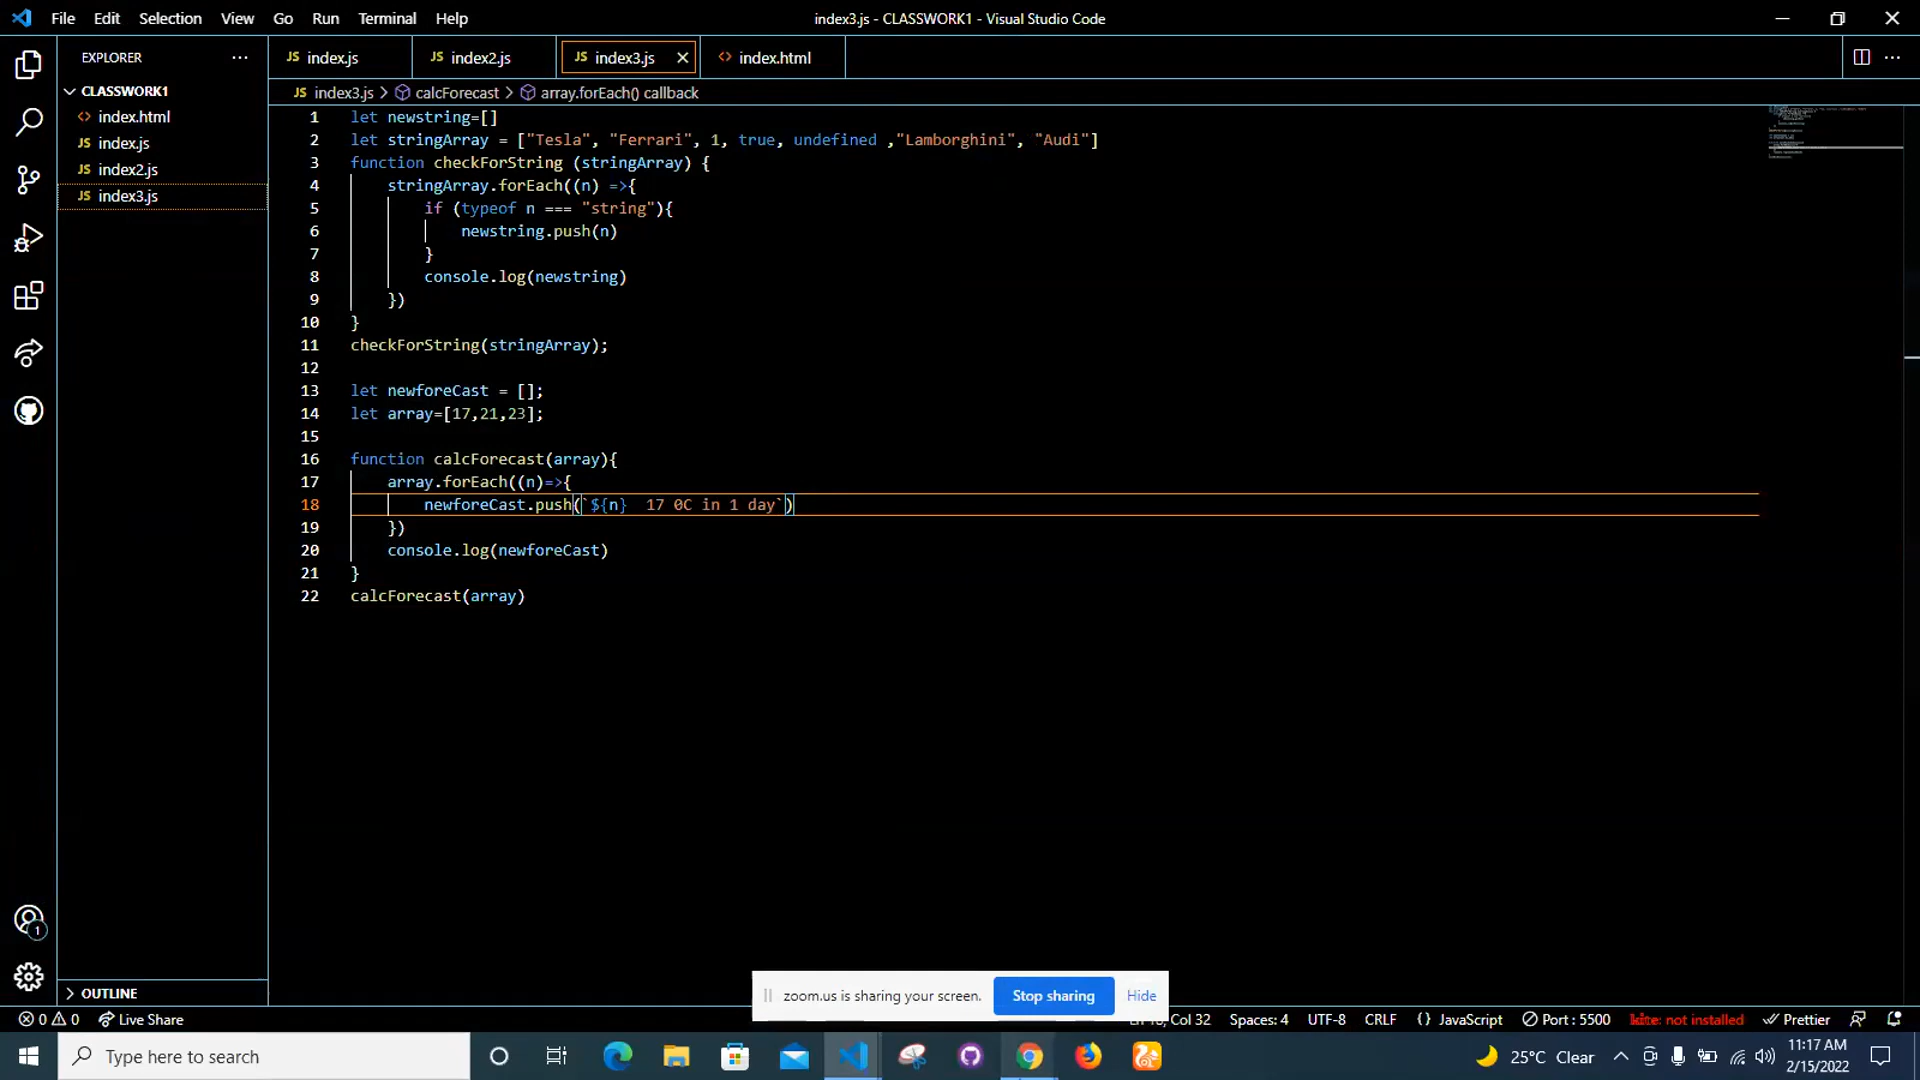 File Edit Selection View Go Run Terminal Help
index3.js - CLASSWORK1 - Visual Studio Code
EXPLORER
CLASSWORK1
index.html
JS index.js
JS index2.js
JS index3.js
OUTLINE
JS index.js
JS index2.js
JS index3.js
index.html
JS index3.js > calcForecast > array.forEach() callback
1 let newstring=[]
2 let stringArray = ["Tesla", "Ferrari", 1, true, undefined ,"Lamborghini", "Audi"]
3 function checkForString (stringArray) {
4 stringArray.forEach((n) =>{
5 if (typeof n === "string"){
6 newstring.push(n)
7 }
8 console.log(newstring)
9 })
10 }
11 checkForString(stringArray);
12
13 let newforeCast = [];
14 let array=[17,21,23];
15
16 function calcForecast(array){
17 array.forEach((n)=>{
18 newforeCast.push(`${n}  17 0C in 1 day`)
19 })
20 console.log(newforeCast)
21 }
22 calcForecast(array)
zoom.us is sharing your screen. Stop sharing Hide
1
0 0 Live Share
Col 32 Spaces: 4 UTF-8 CRLF {} JavaScript Port : 5500 kite: not installed Prettier
Type here to search
25°C Clear
11:17 AM
2/15/2022